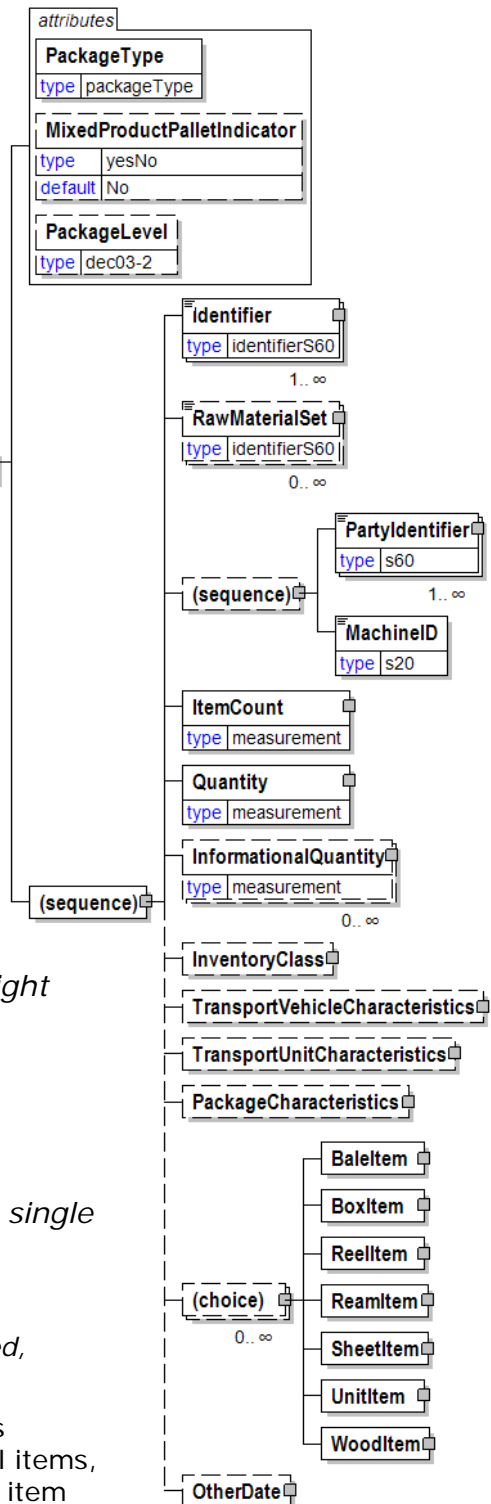 attributes
PackageType
type packageType
MixedProductPalletIndicator
type yesNo
default No
PackageLevel
type dec03-2
Identifier
type identifierS60
1.. ∞
RawMaterialSet
type identifierS60
0.. ∞
(sequence)
PartyIdentifier
type s60
1.. ∞
MachineID
type s20
ItemCount
type measurement
Quantity
type measurement
InformationalQuantity
type measurement
0.. ∞
(sequence)
InventoryClass
TransportVehicleCharacteristics
TransportUnitCharacteristics
PackageCharacteristics
BaleItem
BoxItem
ReelItem
(choice)
0.. ∞
ReamItem
SheetItem
UnitItem
WoodItem
OtherDate
ight
single
ed,
s
l items,
item